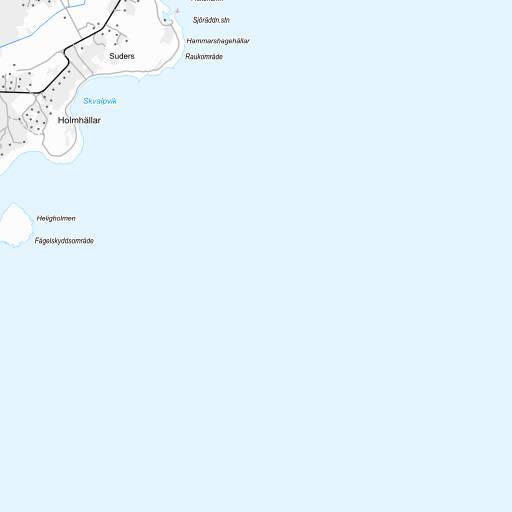 Sjöräddn.stn
Hammarshagehällar
Suders
Raukområde
Skvalpvik
Holmhällar
Heligholmen
Fågelskyddsområde